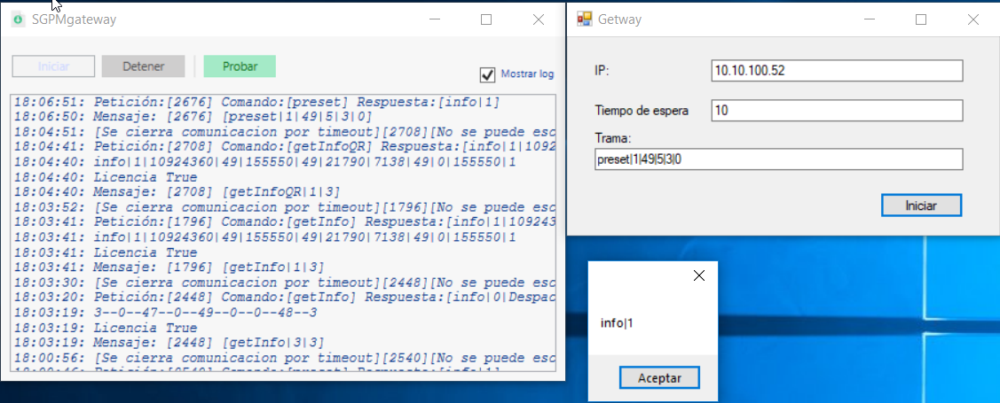 SGPMgateway
Iniciar
Detener
Probar
Mostrar log
18:06:51: Petición:[2676] Comando:[preset] Respuesta:[info|1]
18:06:50: Mensaje: [2676] [preset|1|49|5|3|0]
18:04:51: [Se cierra comunicacion por timeout][2708][No se puede esc
18:04:41: Petición:[2708] Comando:[getInfoQR] Respuesta:[info|1|1092
18:04:40: info|1|10924360|49|155550|49|21790|7138|49|0|155550|1
18:04:40: Licencia True
18:04:40: Mensaje: [2708] [getInfoQR|1|3]
18:03:52: [Se cierra comunicacion por timeout][1796][No se puede esc
18:03:41: Petición:[1796] Comando:[getInfo] Respuesta:[info|1|109243
18:03:41: info|1|10924360|49|155550|49|21790|7138|49|0|155550|1
18:03:41: Licencia True
18:03:41: Mensaje: [1796] [getInfo|1|3]
18:03:30: [Se cierra comunicacion por timeout][2448][No se puede esc
18:03:20: Petición:[2448] Comando:[getInfo] Respuesta:[info|0|Despac
18:03:19: 3--0--47--0--49--0--0--48--3
18:03:19: Licencia True
18:03:19: Mensaje: [2448] [getInfo|3|3]
18:00:56: [Se cierra comunicacion por timeout][2540][No se puede esc
Getway
IP:
10.10.100.52
Tiempo de espera
10
Trama:
preset|1|49|5|3|0
Iniciar
info|1
Aceptar